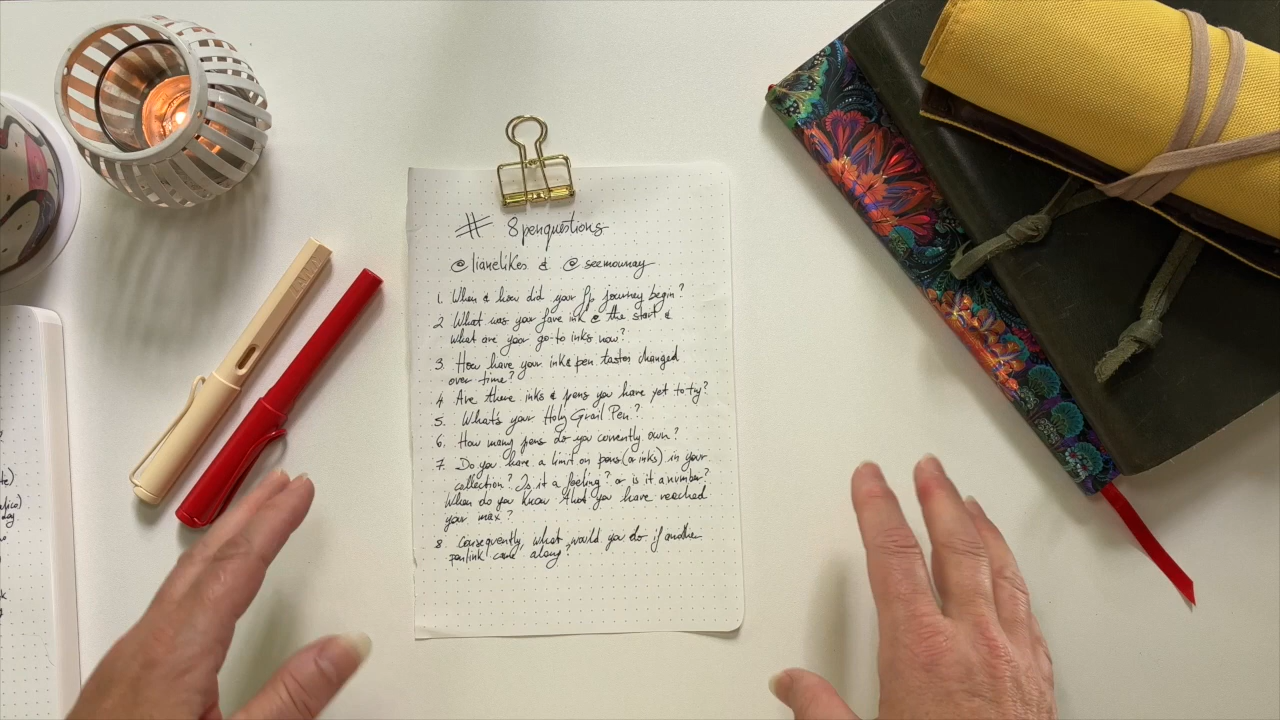 # 8penquestions
@lianelikes & @seemownay
1. When & how did your fp journey begin?
2. What was your fave ink @ the start &
what are your go-to inks now?
3. How have your ink & pen tastes changed
over time?
4. Are there inks & pens you have yet to try?
5. What's your Holy Grail Pen?
6. How many pens do you currently own?
7. Do you have a limit on pens (or inks) in your
collection? Is it a feeling? or is it a number?
When do you know that you have reached
your max?
8. Consequently, what would you do if another
pen/ink came along?
LAMY
day